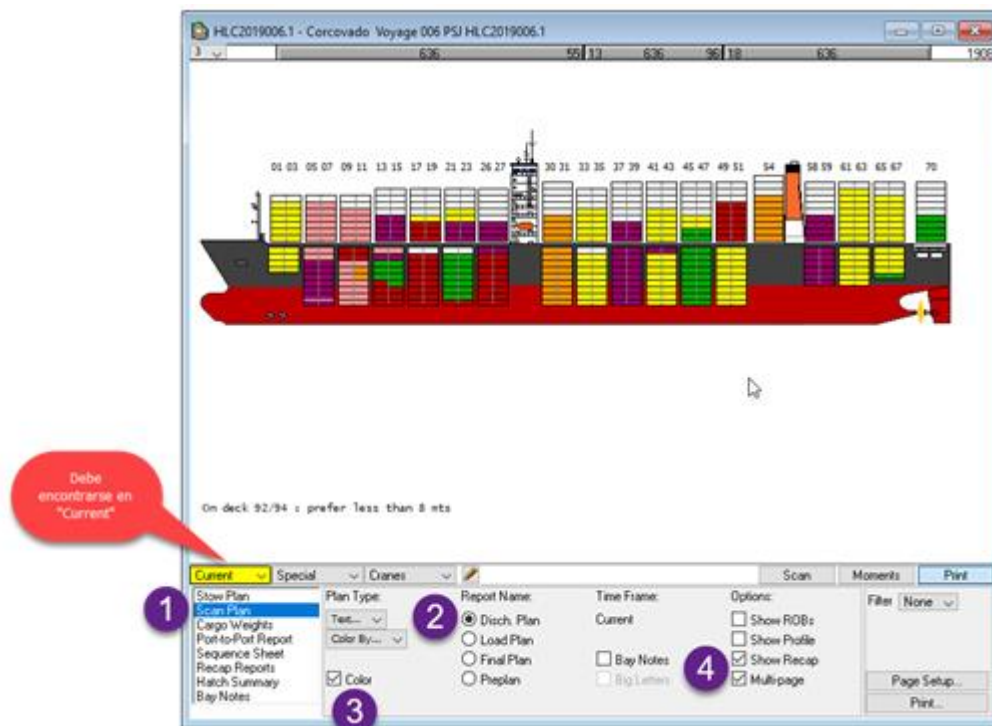 HLC2019006.1 - Corcovado Voyage 006 PSJ HLC2019006.1
636 55 13 636 96 18 636 1908
01 03 05 07 09 11 13 15 17 19 21 23 26 27 30 31 33 35 37 39 41 43 45 47 49 51 54 58 59 61 63 65 67 70
On deck 92/94 : prefer less than 8 mts
Debe
encontrarse en
"Current"
Current Special Cranes Scan Moments Print
1
Stow Plan
Scan Plan
Cargo Weights
Port-to-Port Report
Sequence Sheet
Recap Reports
Hatch Summary
Bay Notes
Plan Type:
Text...
Color By...
Color
3
2
Report Name:
Disch. Plan
Load Plan
Final Plan
Preplan
Time Frame:
Current
Bay Notes
Big Letters
4
Options:
Show ROBs
Show Profile
Show Recap
Multi-page
Filter None
Page Setup...
Print...